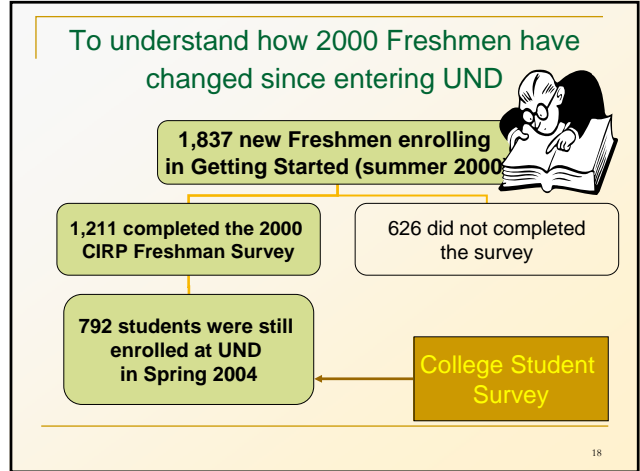 To understand how 2000 Freshmen have
changed since entering UND
1,837 new Freshmen enrolling
in Getting Started (summer 2000
1,211 completed the 2000
CIRP Freshman Survey
626 did not completed
the survey
792 students were still
enrolled at UND
in Spring 2004
College Student
Survey
18